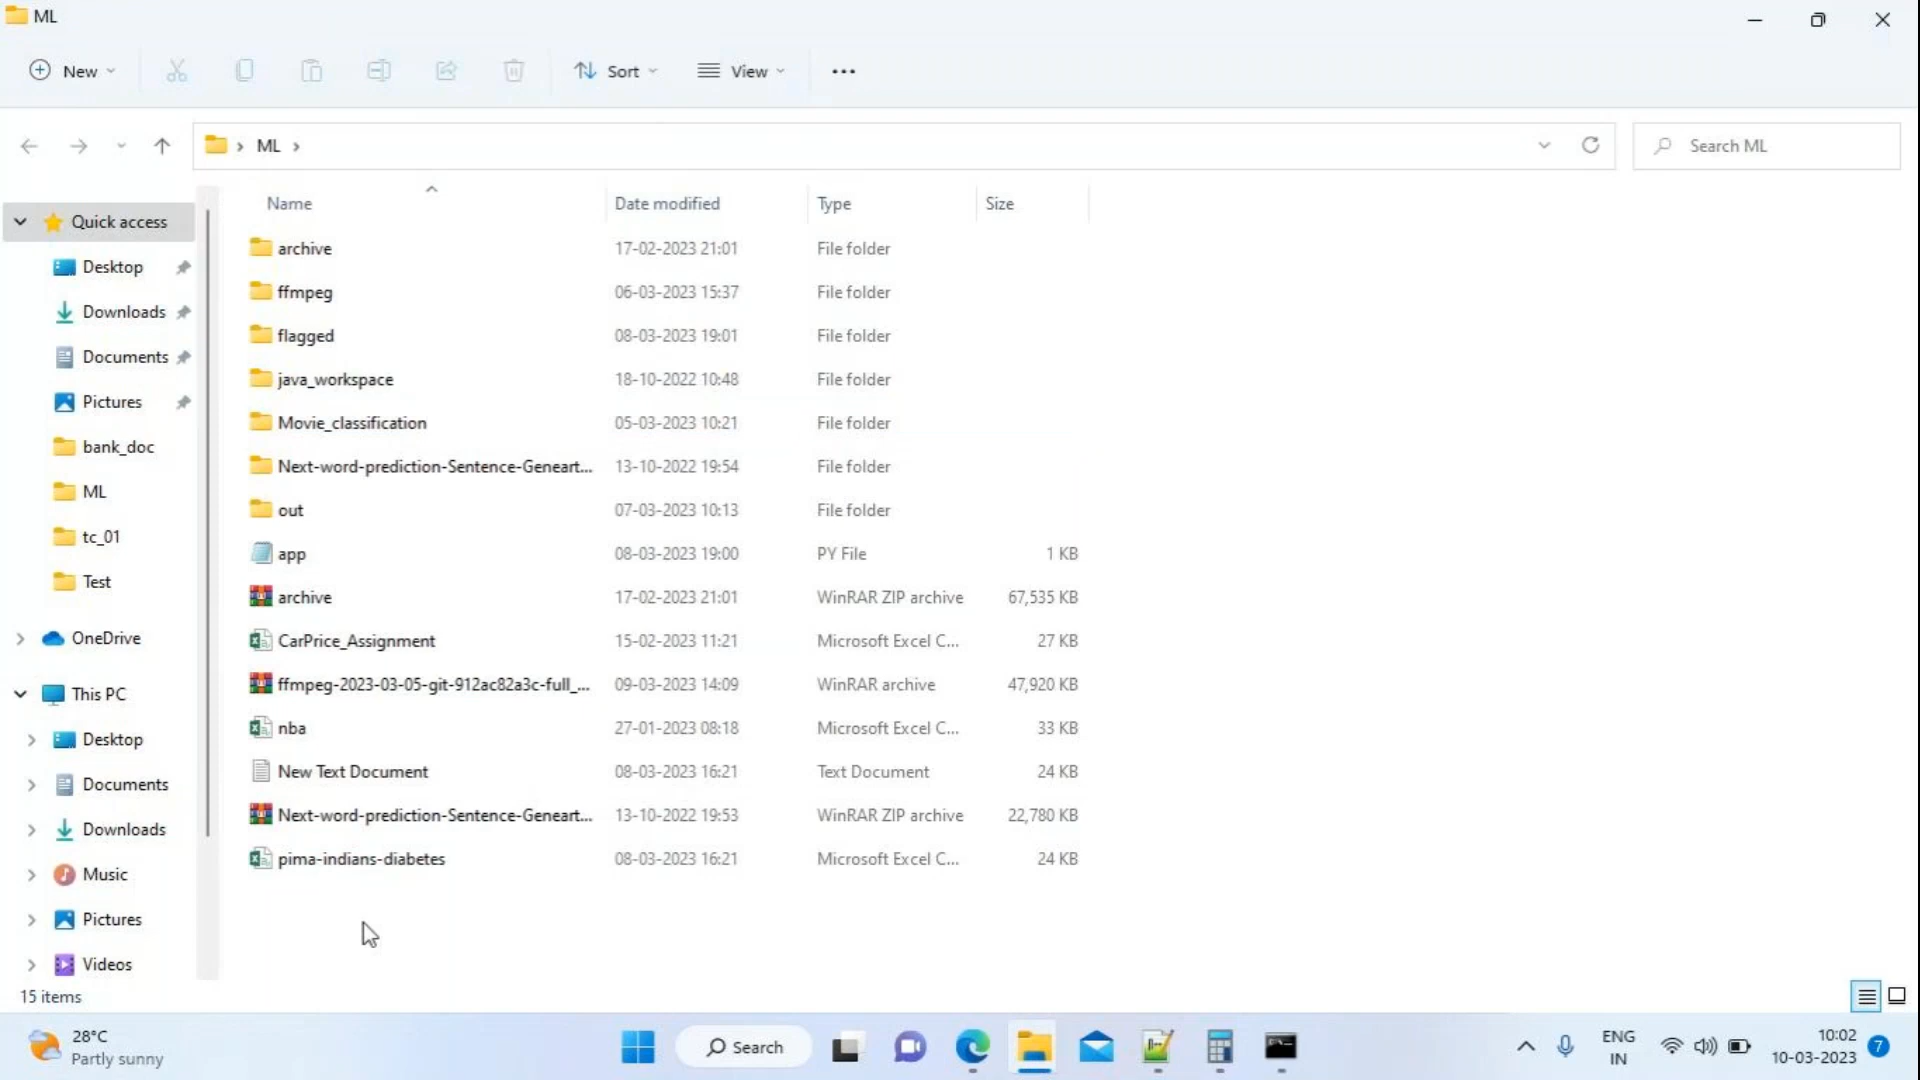 ML
New
Sort
View
ML
Search ML
Name Date modified Type Size
Quick access
Desktop
Downloads
Documents
Pictures
bank_doc
ML
tc_01
Test
OneDrive
This PC
Desktop
Documents
Downloads
Music
Pictures
Videos
archive 17-02-2023 21:01 File folder
ffmpeg 06-03-2023 15:37 File folder
flagged 08-03-2023 19:01 File folder
java_workspace 18-10-2022 10:48 File folder
Movie_classification 05-03-2023 10:21 File folder
Next-word-prediction-Sentence-Geneart... 13-10-2022 19:54 File folder
out 07-03-2023 10:13 File folder
app 08-03-2023 19:00 PY File 1 KB
archive 17-02-2023 21:01 WinRAR ZIP archive 67,535 KB
CarPrice_Assignment 15-02-2023 11:21 Microsoft Excel C... 27 KB
ffmpeg-2023-03-05-git-912ac82a3c-full_... 09-03-2023 14:09 WinRAR archive 47,920 KB
nba 27-01-2023 08:18 Microsoft Excel C... 33 KB
New Text Document 08-03-2023 16:21 Text Document 24 KB
Next-word-prediction-Sentence-Geneart... 13-10-2022 19:53 WinRAR ZIP archive 22,780 KB
pima-indians-diabetes 08-03-2023 16:21 Microsoft Excel C... 24 KB
15 items
28°C
Partly sunny
Search
ENG
IN
10:02
10-03-2023
7